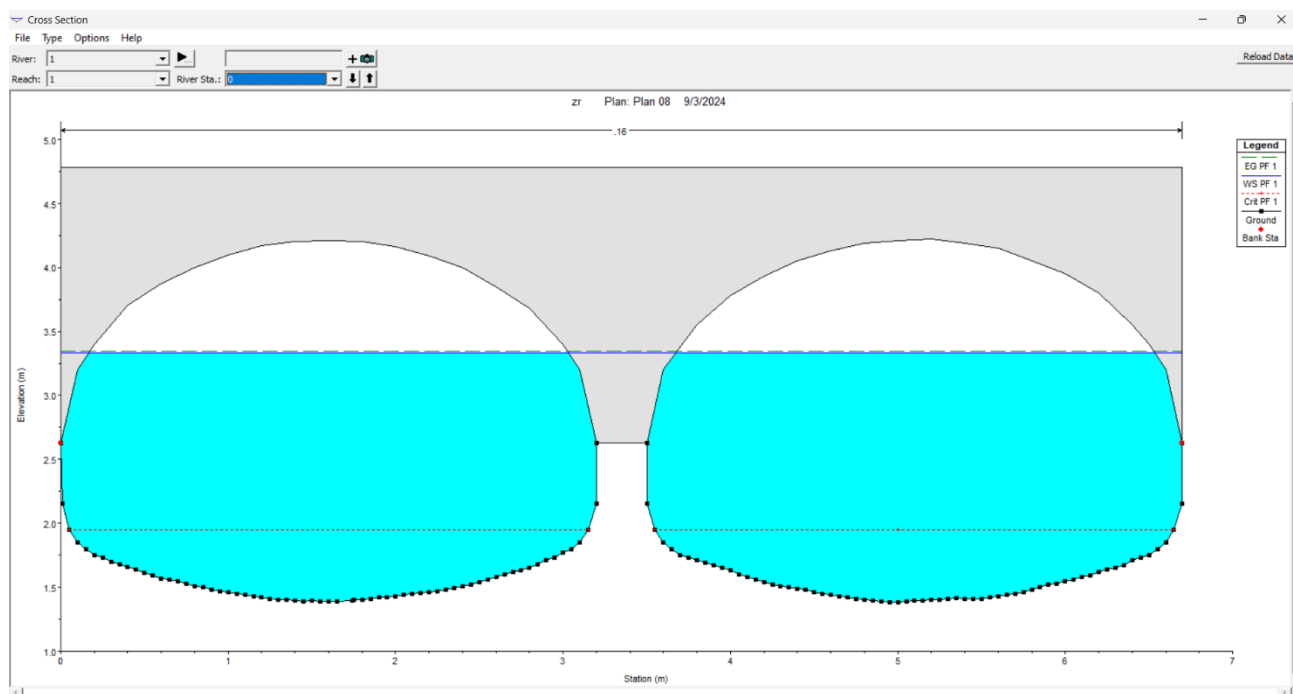 Cross Section
File Type Options Help
River: 1
Reload Data
Reach: 1 River Sta.: 0
zr Plan: Plan 08 9/3/2024
.16
Legend
EG PF 1
WS PF 1
Crit PF 1
Ground
Bank Sta
5.0
4.5
4.0
3.5
3.0
2.5
2.0
1.5
1.0
Elevation (m)
0 1 2 3 4 5 6 7
Station (m)